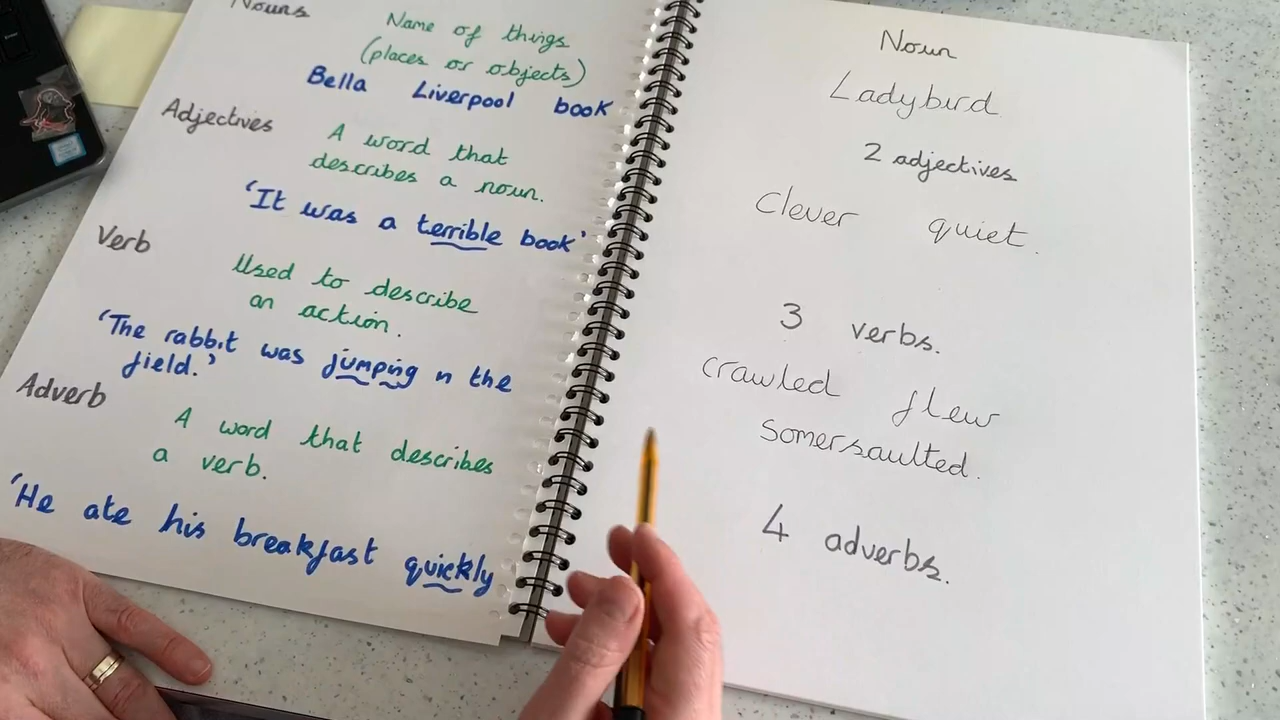 Nouns
Name of things
(places or objects)
Bella Liverpool book
Adjectives
A word that
describes a noun.
'It was a terrible book'
Verb
Used to describe
an action.
'The rabbit was jumping n the
field.'
Adverb
A word that describes
a verb.
'He ate his breakfast quickly
Noun
Ladybird
2 adjectives
clever quiet.
3 verbs.
crawled flew
somersaulted.
4 adverbs.